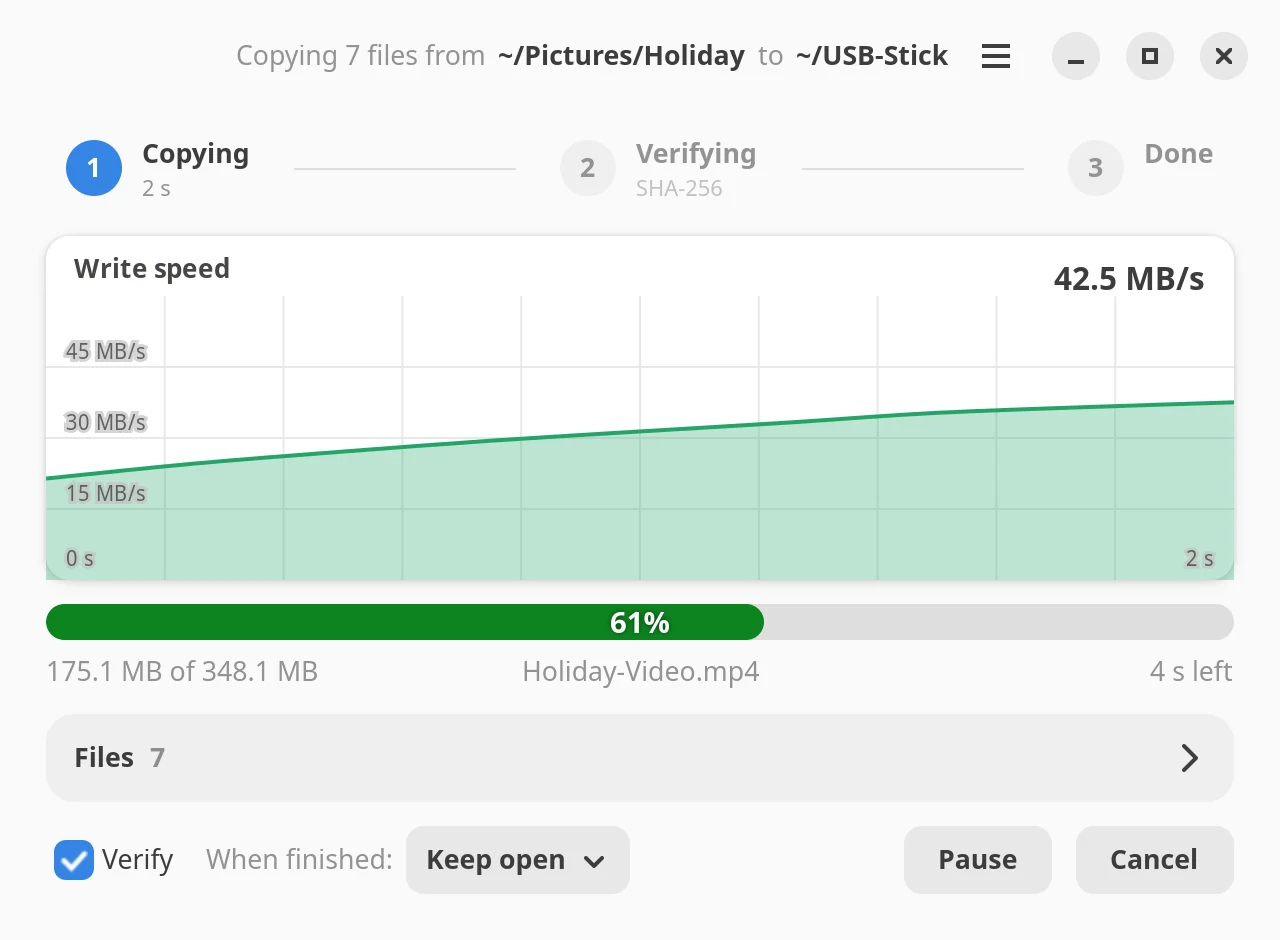 Copying 7 files from ~/Pictures/Holiday to ~/USB-Stick
1 Copying
2 s
2 Verifying
SHA-256
3 Done
Write speed
42.5 MB/s
45 MB/s
30 MB/s
15 MB/s
0 s
2 s
61%
175.1 MB of 348.1 MB
Holiday-Video.mp4
4 s left
Files 7
Verify
When finished:
Keep open
Pause
Cancel